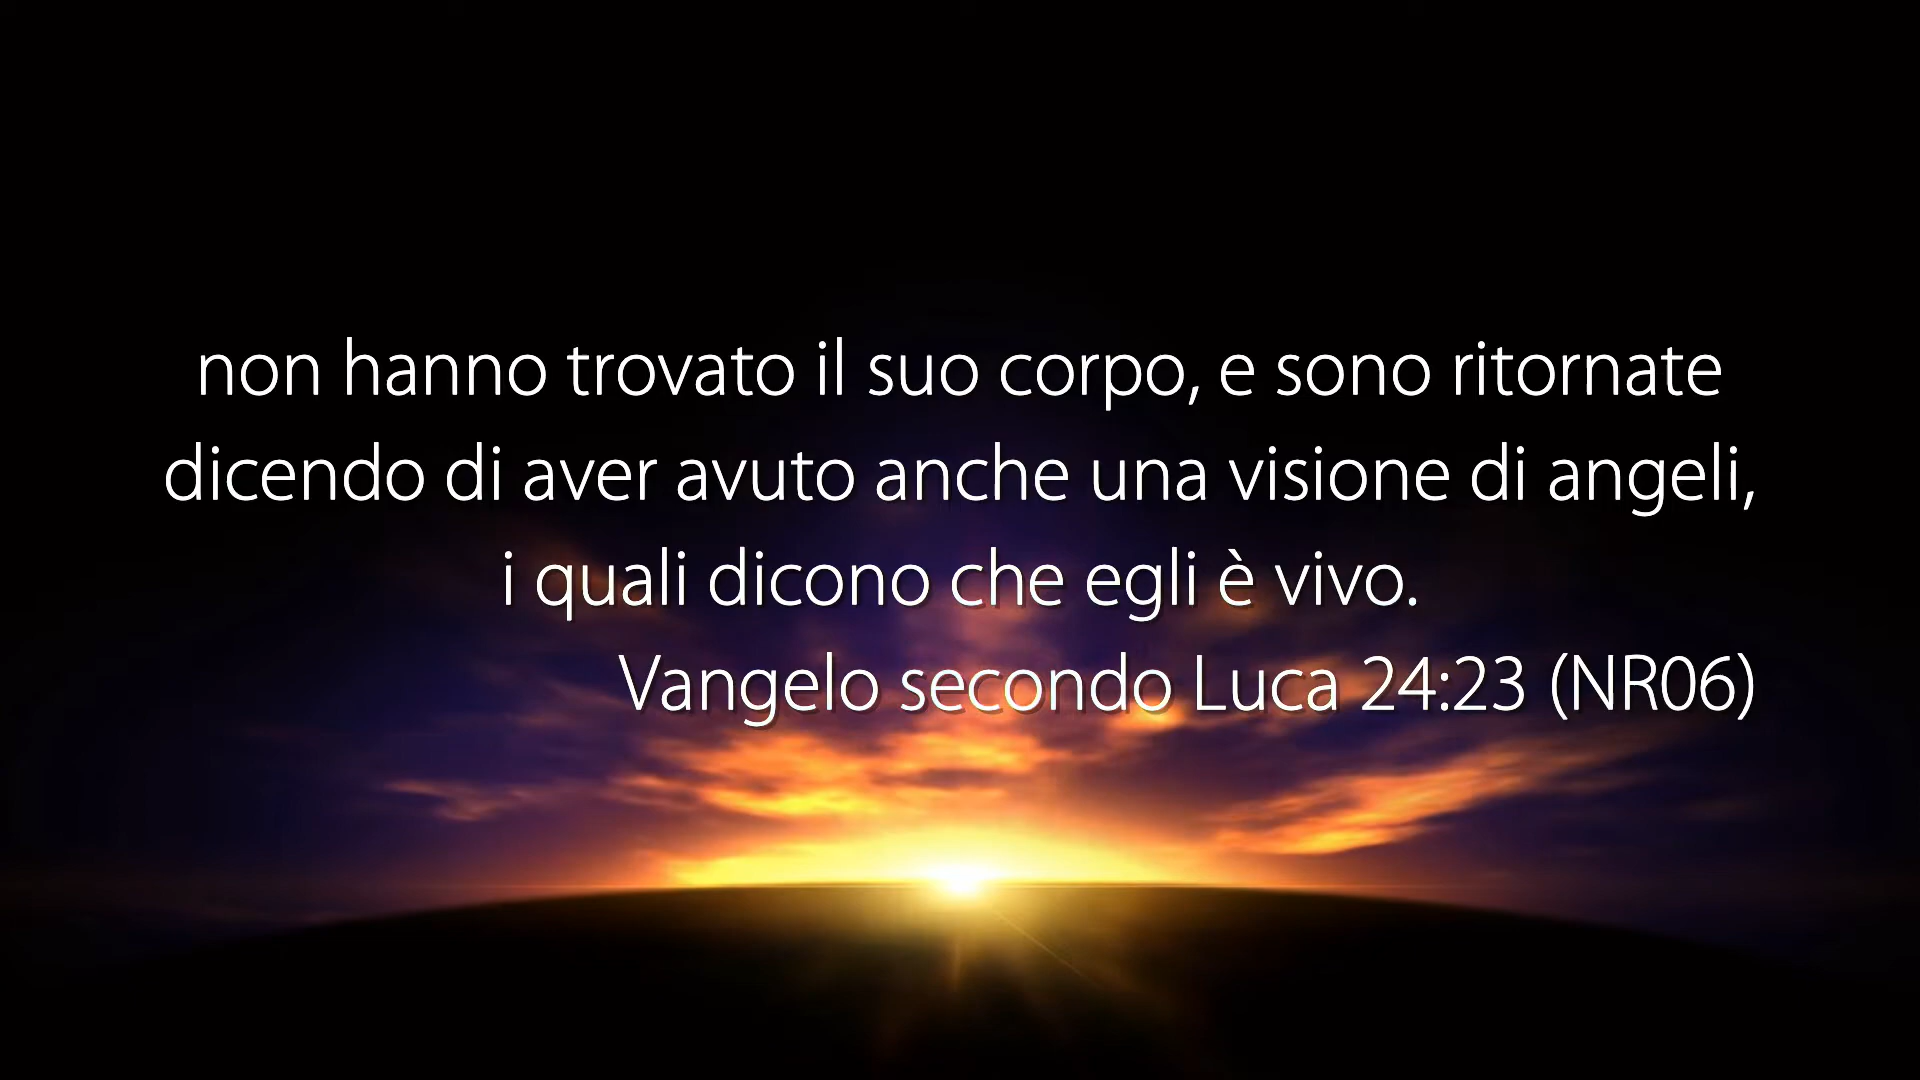 non hanno trovato il suo corpo, e sono ritornate
dicendo di aver avuto anche una visione di angeli,
i quali dicono che egli è vivo.
Vangelo secondo Luca 24:23 (NR06)